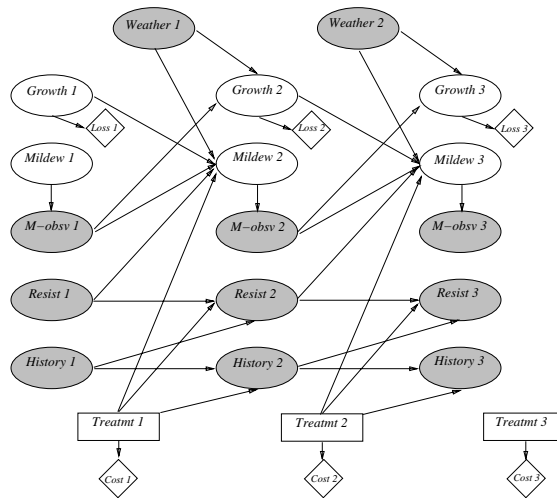 Weather 1
Weather 2
Growth 1
Growth 2
Growth 3
Loss 1
Loss 2
Loss 3
Mildew 1
Mildew 2
Mildew 3
M-obsv 1
M-obsv 2
M-obsv 3
Resist 1
Resist 2
Resist 3
History 1
History 2
History 3
Treatmt 1
Treatmt 2
Treatmt 3
Cost 1
Cost 2
Cost 3